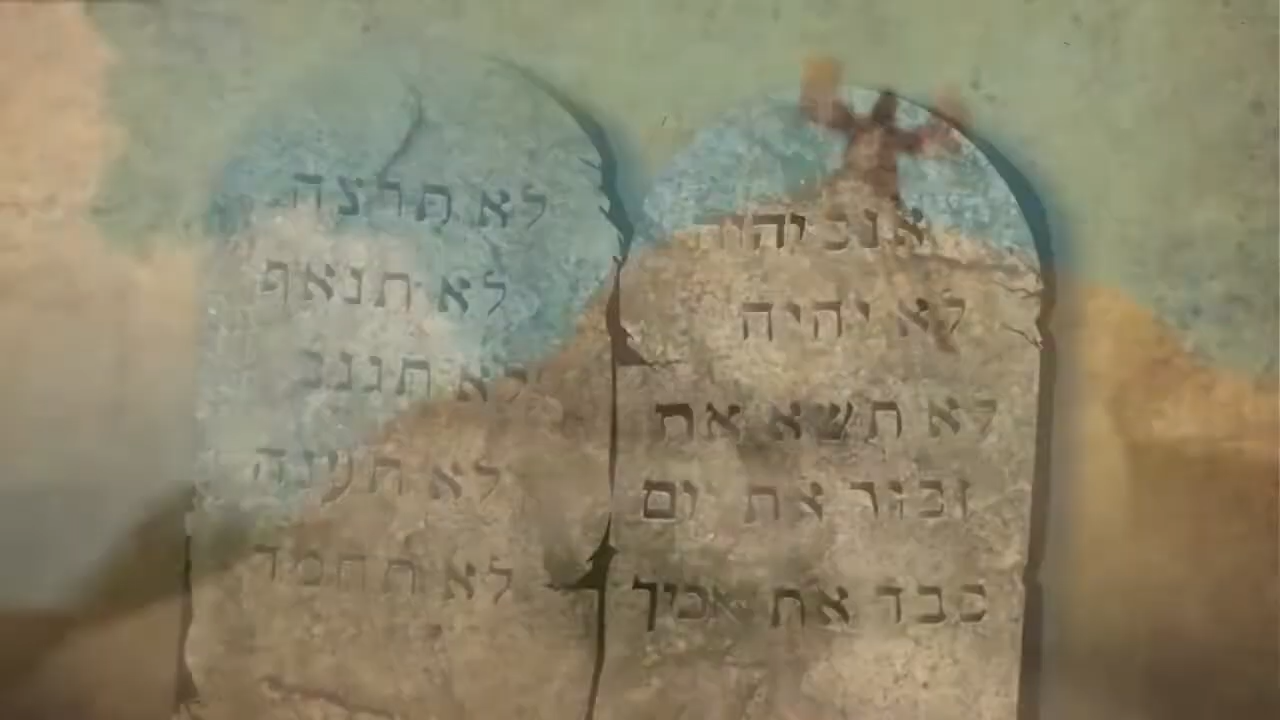 אנכי יהוה
לא יהיה
לא תשא את
זכור את יום
כבד את אביך
לא תרצח
לא תנאף
לא תגנב
לא תענה
לא תחמד